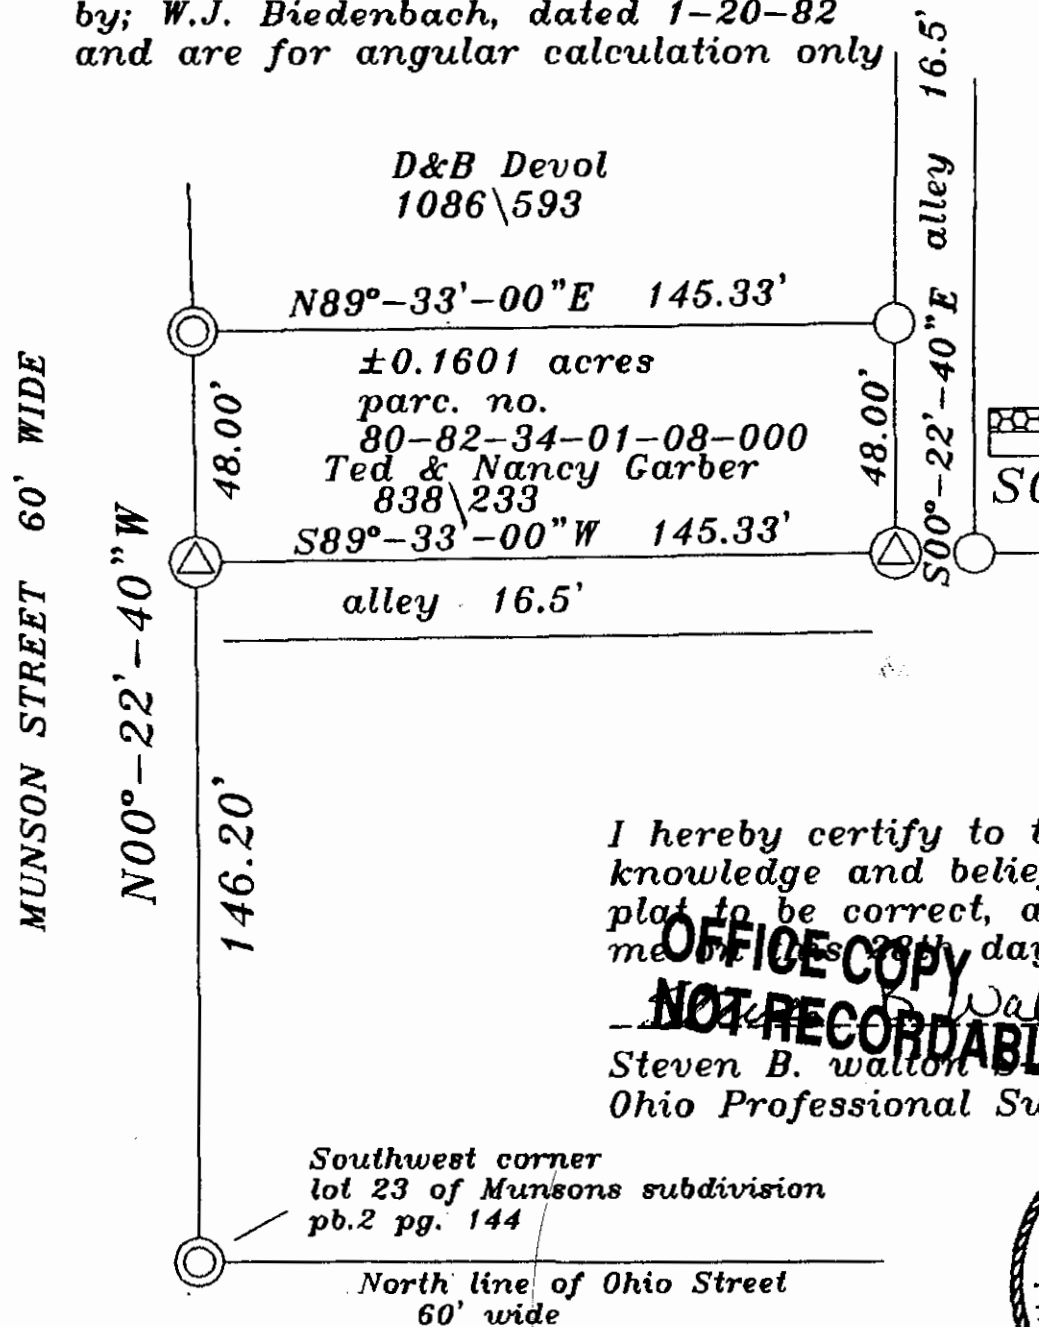 by; W.J. Biedenbach, dated 1-20-82
and are for angular calculation only
16.5'
alley
S00°-22'-40"E
D&B Devol
1086\593
N89°-33'-00"E 145.33'
±0.1601 acres
parc. no.
80-82-34-01-08-000
Ted & Nancy Garber
838\233
S89°-33'-00"W 145.33'
48.00'
48.00'
alley 16.5'
MUNSON STREET 60' WIDE
N00°-22'-40"W
146.20'
I hereby certify to
knowledge and
plat to be correct,
me on this 28th day
OFFICE COPY
NOT
Steven B. walton
Ohio Professional
Southwest corner
lot 23 of Munsons subdivision
pb.2 pg. 144
North line of Ohio Street
60' wide